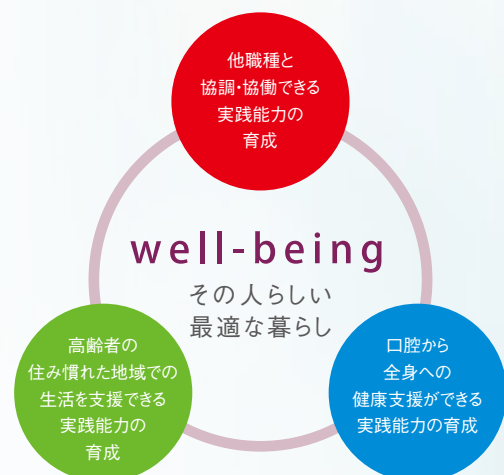 他職種と
協調・協働できる
実践能力の
育成
well-being
その人らしい
最適な暮らし
高齢者の
住み慣れた地域での
生活を支援できる
実践能力の
育成
口腔から
全身への
健康支援ができる
実践能力の育成